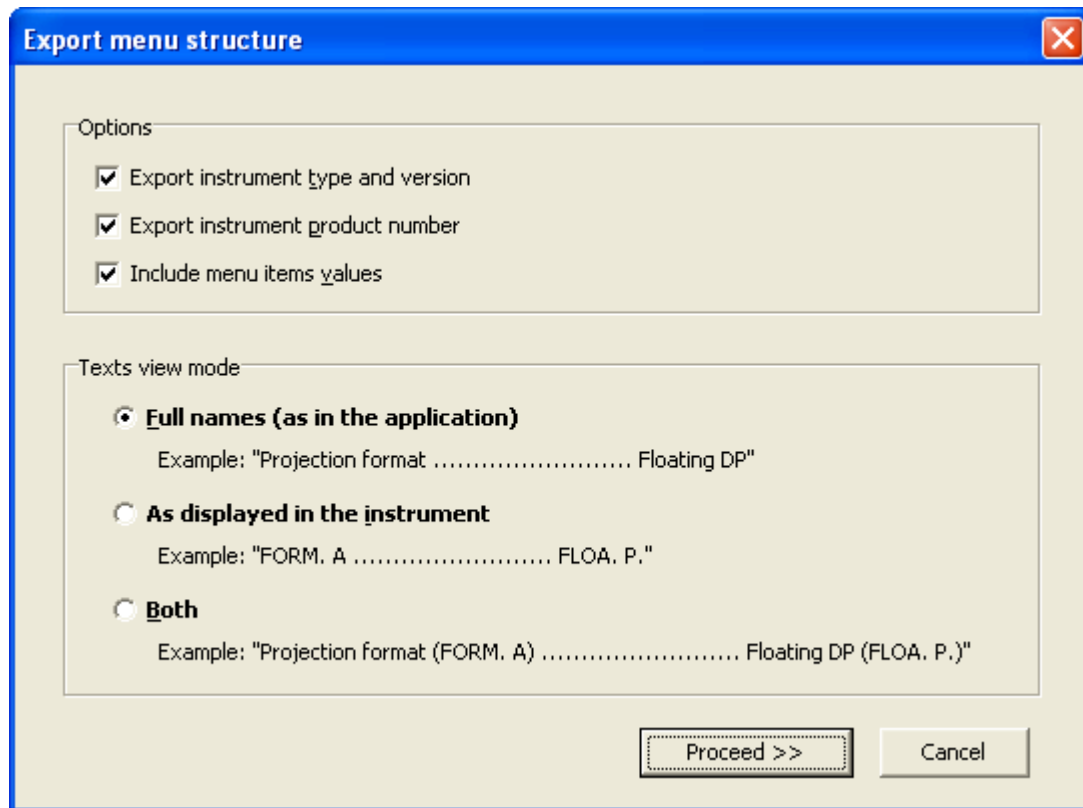 Export menu structure
Options
Export instrument type and version
Export instrument product number
Include menu items values
Texts view mode
Full names (as in the application)
Example: "Projection format ......................... Floating DP"
As displayed in the instrument
Example: "FORM. A ......................... FLOA. P."
Both
Example: "Projection format (FORM. A) ......................... Floating DP (FLOA. P.)"
Proceed >>
Cancel